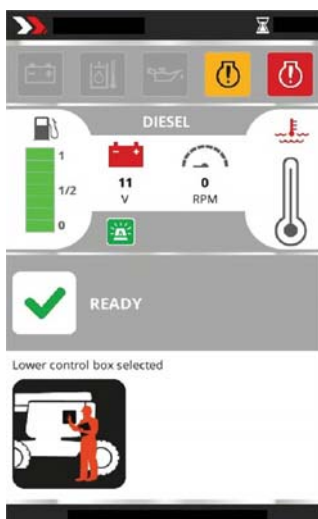 DIESEL
1
1/2
0
11
V
0
RPM
READY
Lower control box selected